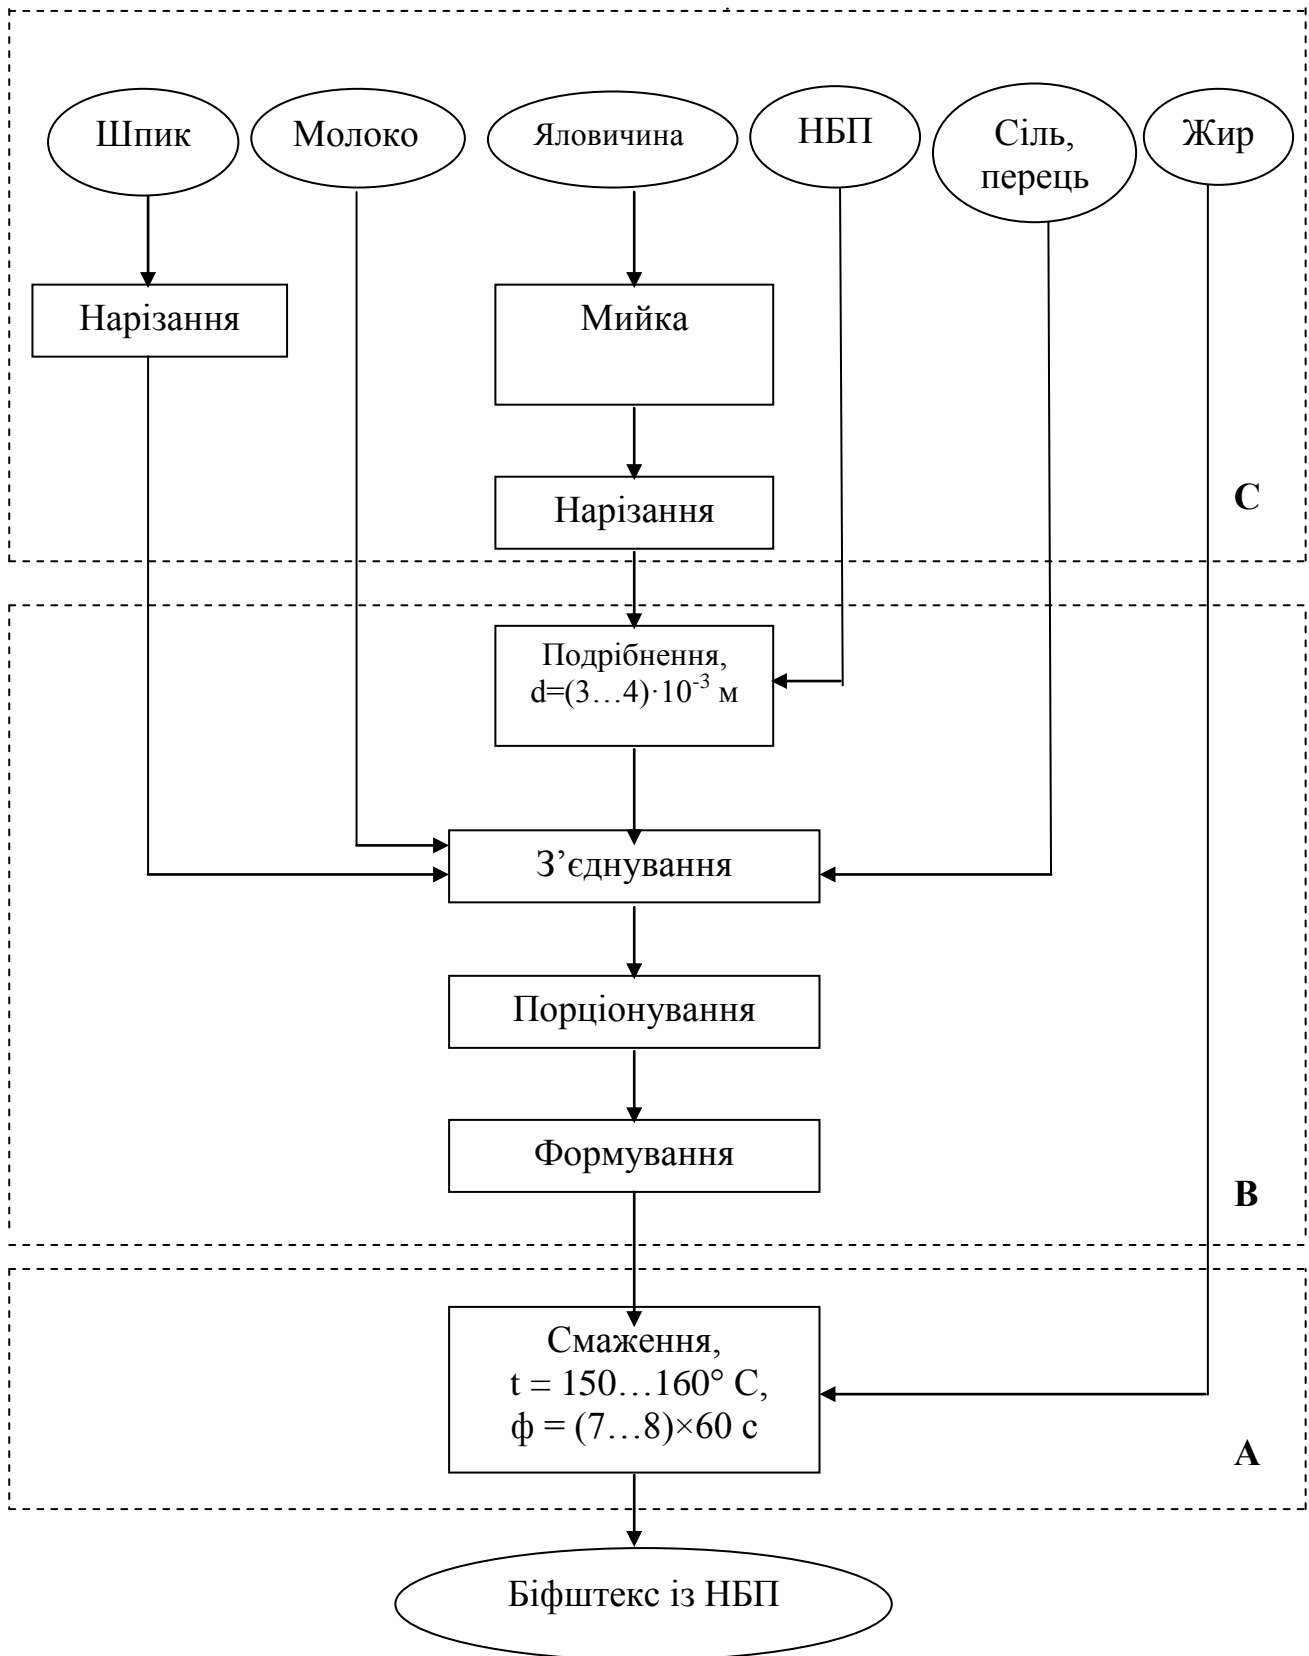 Шпик
Молоко
Яловичина
НБП
Сіль,
перець
Жир
Нарізання
Мийка
Нарізання
С
Подрібнення,
d=(3…4)·10⁻³ м
З’єднування
Порціонування
Формування
В
Смаження,
t = 150…160° С,
ф = (7…8)×60 с
А
Біфштекс із НБП